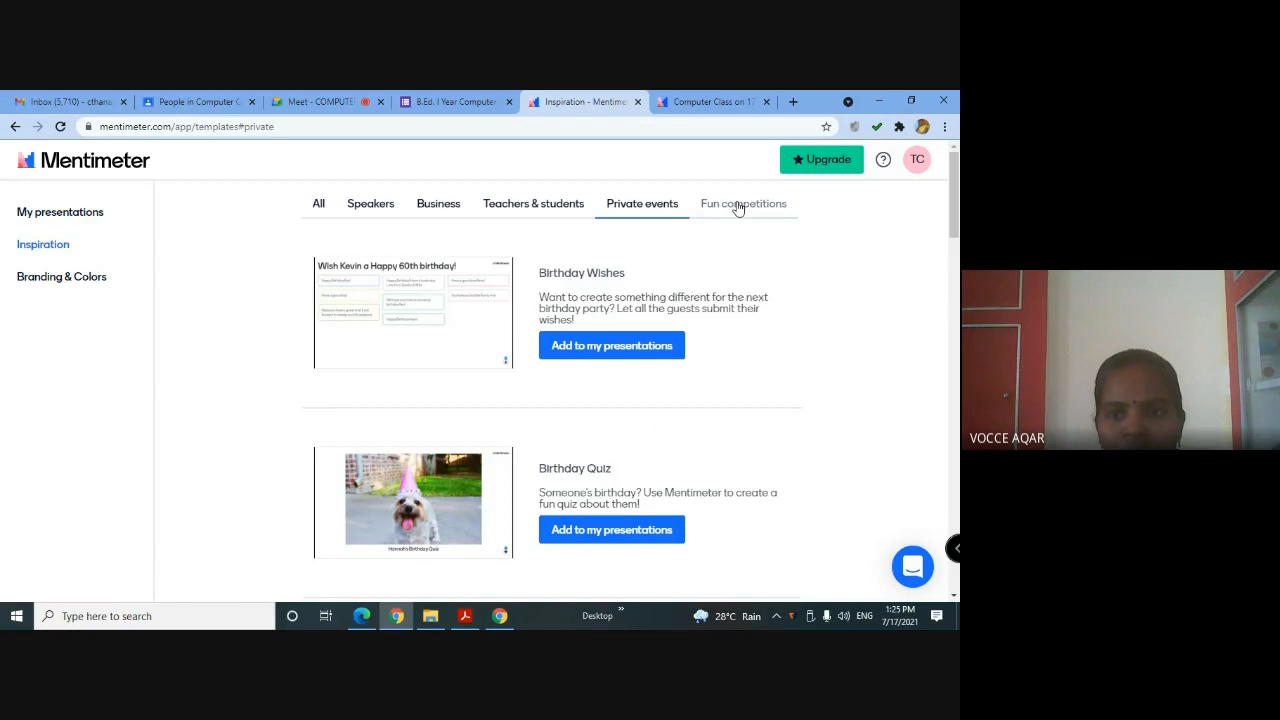 Inbox (5,710) - cthana
People in Computer C
Meet - COMPUTE
B.Ed. I Year Computer
Inspiration - Mentime
Computer Class on 17
mentimeter.com/app/templates#private
Mentimeter
Upgrade
TC
My presentations
Inspiration
Branding & Colors
All
Speakers
Business
Teachers & students
Private events
Fun competitions
Wish Kevin a Happy 60th birthday!
Birthday Wishes
Want to create something different for the next
birthday party? Let all the guests submit their
wishes!
Add to my presentations
Hannah's Birthday Quiz
Birthday Quiz
Someone's birthday? Use Mentimeter to create a
fun quiz about them!
Add to my presentations
VOCCE AQAR
Type here to search
Desktop
28°C Rain
ENG
1:25 PM
7/17/2021